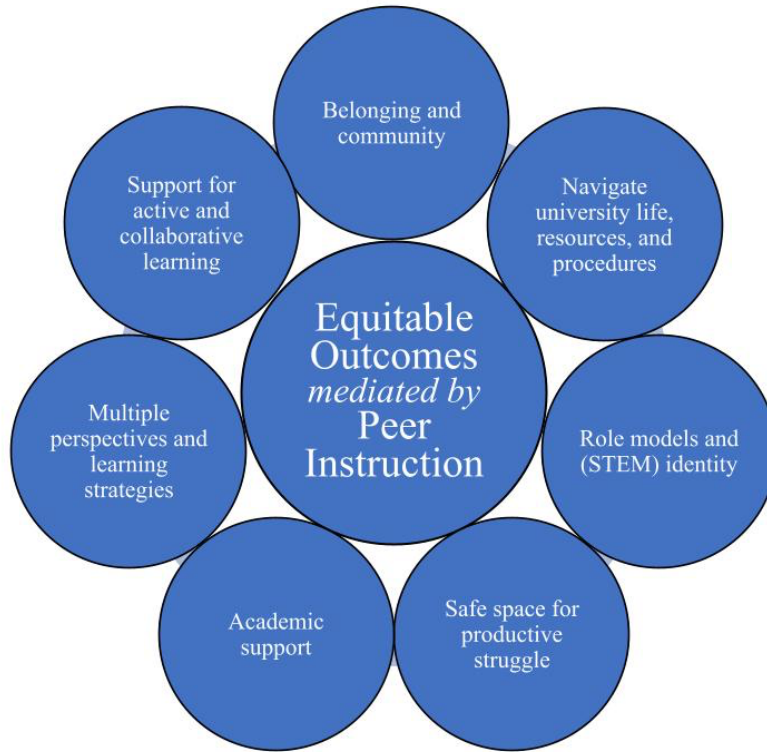 Belonging and
community
Navigate
university life,
resources, and
procedures
Role models and
(STEM) identity
Safe space for
productive
struggle
Academic
support
Multiple
perspectives and
learning
strategies
Support for
active and
collaborative
learning
Equitable
Outcomes
mediated by
Peer
Instruction